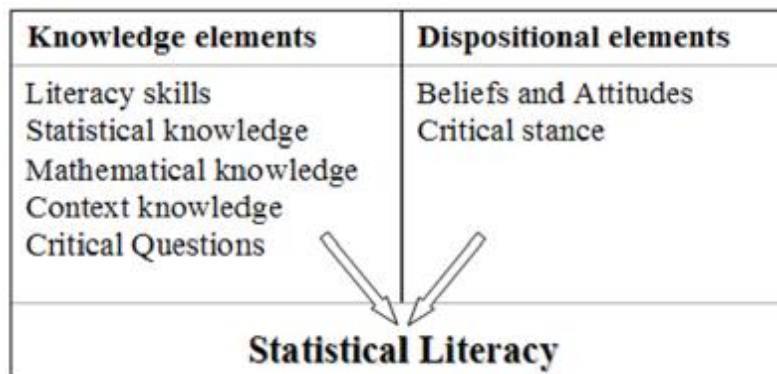 Knowledge elements
Literacy skills
Statistical knowledge
Mathematical knowledge
Context knowledge
Critical Questions
Dispositional elements
Beliefs and Attitudes
Critical stance
Statistical Literacy